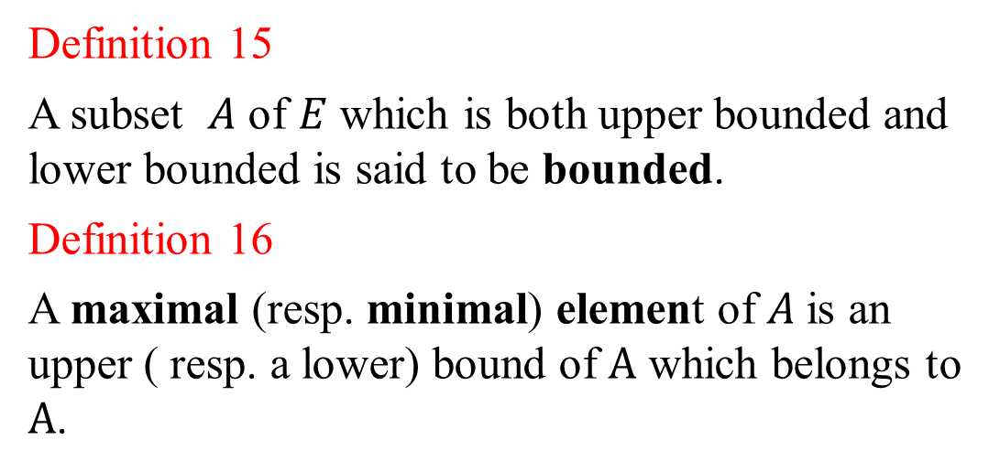 Definition 15
A subset A of E which is both upper bounded and
lower bounded is said to be bounded.
Definition 16
A maximal (resp. minimal) element of A is an
upper ( resp. a lower) bound of A which belongs to
A.